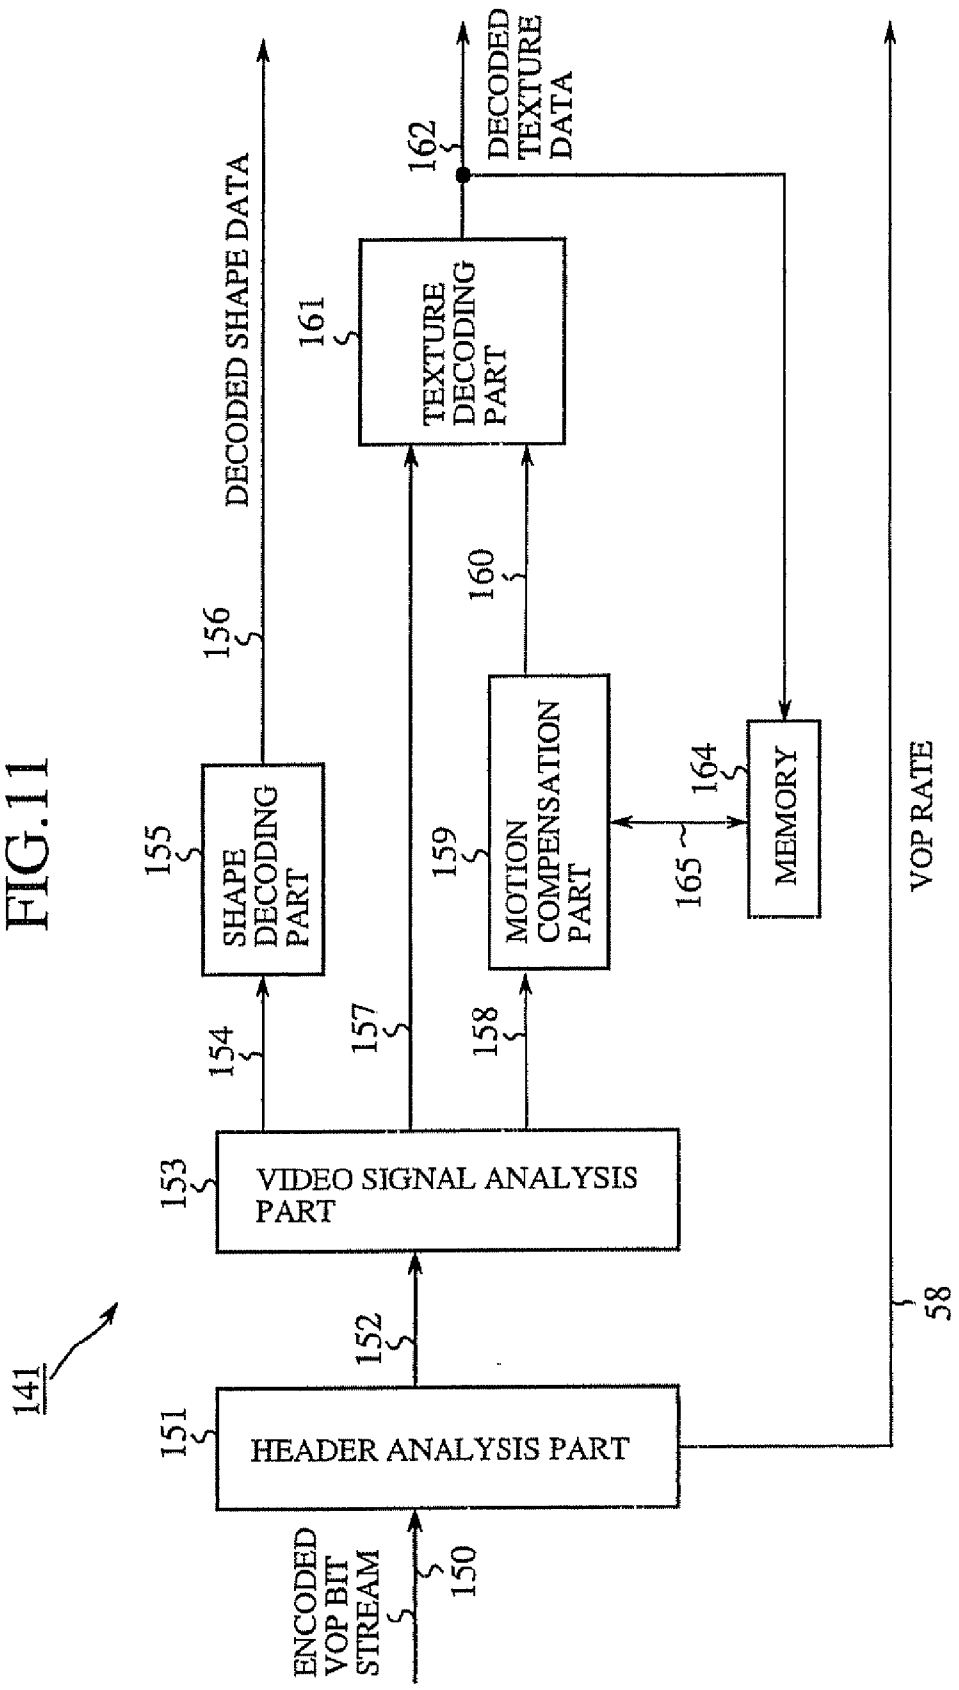 FIG.11
141
ENCODED
VOP BIT
STREAM
150
151
HEADER ANALYSIS PART
152
153
VIDEO SIGNAL ANALYSIS
PART
154
155
SHAPE
DECODING
PART
156
DECODED SHAPE DATA
157
158
159
MOTION
COMPENSATION
PART
160
161
TEXTURE
DECODING
PART
162
DECODED
TEXTURE
DATA
164
165
MEMORY
58
VOP RATE